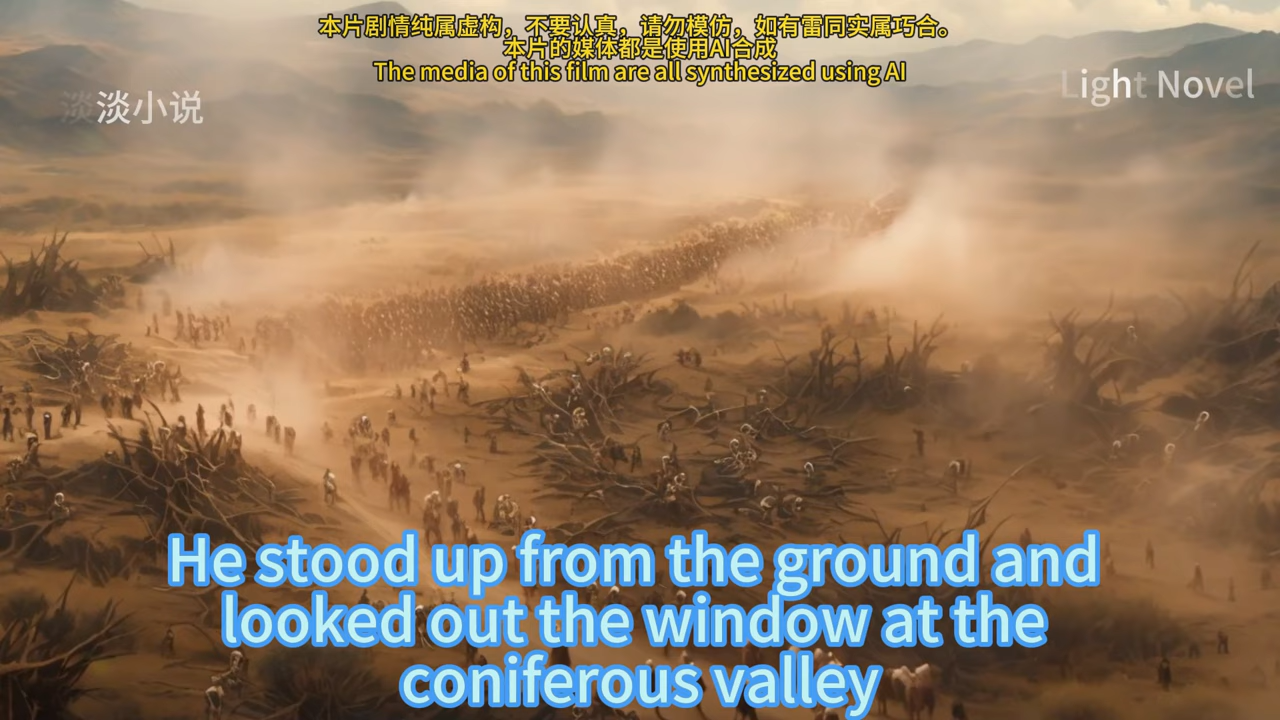 本片剧情纯属虚构，不要认真，请勿模仿，如有雷同实属巧合。
本片的媒体都是使用AI合成
The media of this film are all synthesized using AI
淡淡小说
Light Novel
He stood up from the ground and
looked out the window at the
coniferous valley